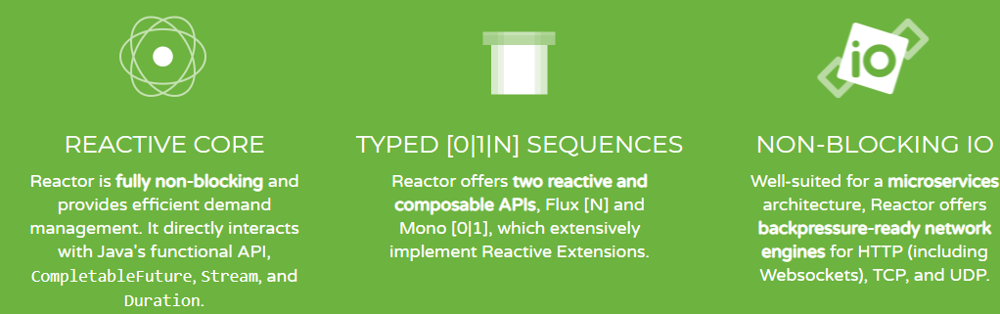 iO
REACTIVE CORE
Reactor is fully non-blocking and
provides efficient demand
management. It directly interacts
with Java's functional API,
CompletableFuture, Stream, and
Duration.
TYPED [0|1|N] SEQUENCES
Reactor offers two reactive and
composable APIs, Flux [N] and
Mono [0|1], which extensively
implement Reactive Extensions.
NON-BLOCKING IO
Well-suited for a microservices
architecture, Reactor offers
backpressure-ready network
engines for HTTP (including
Websockets), TCP, and UDP.